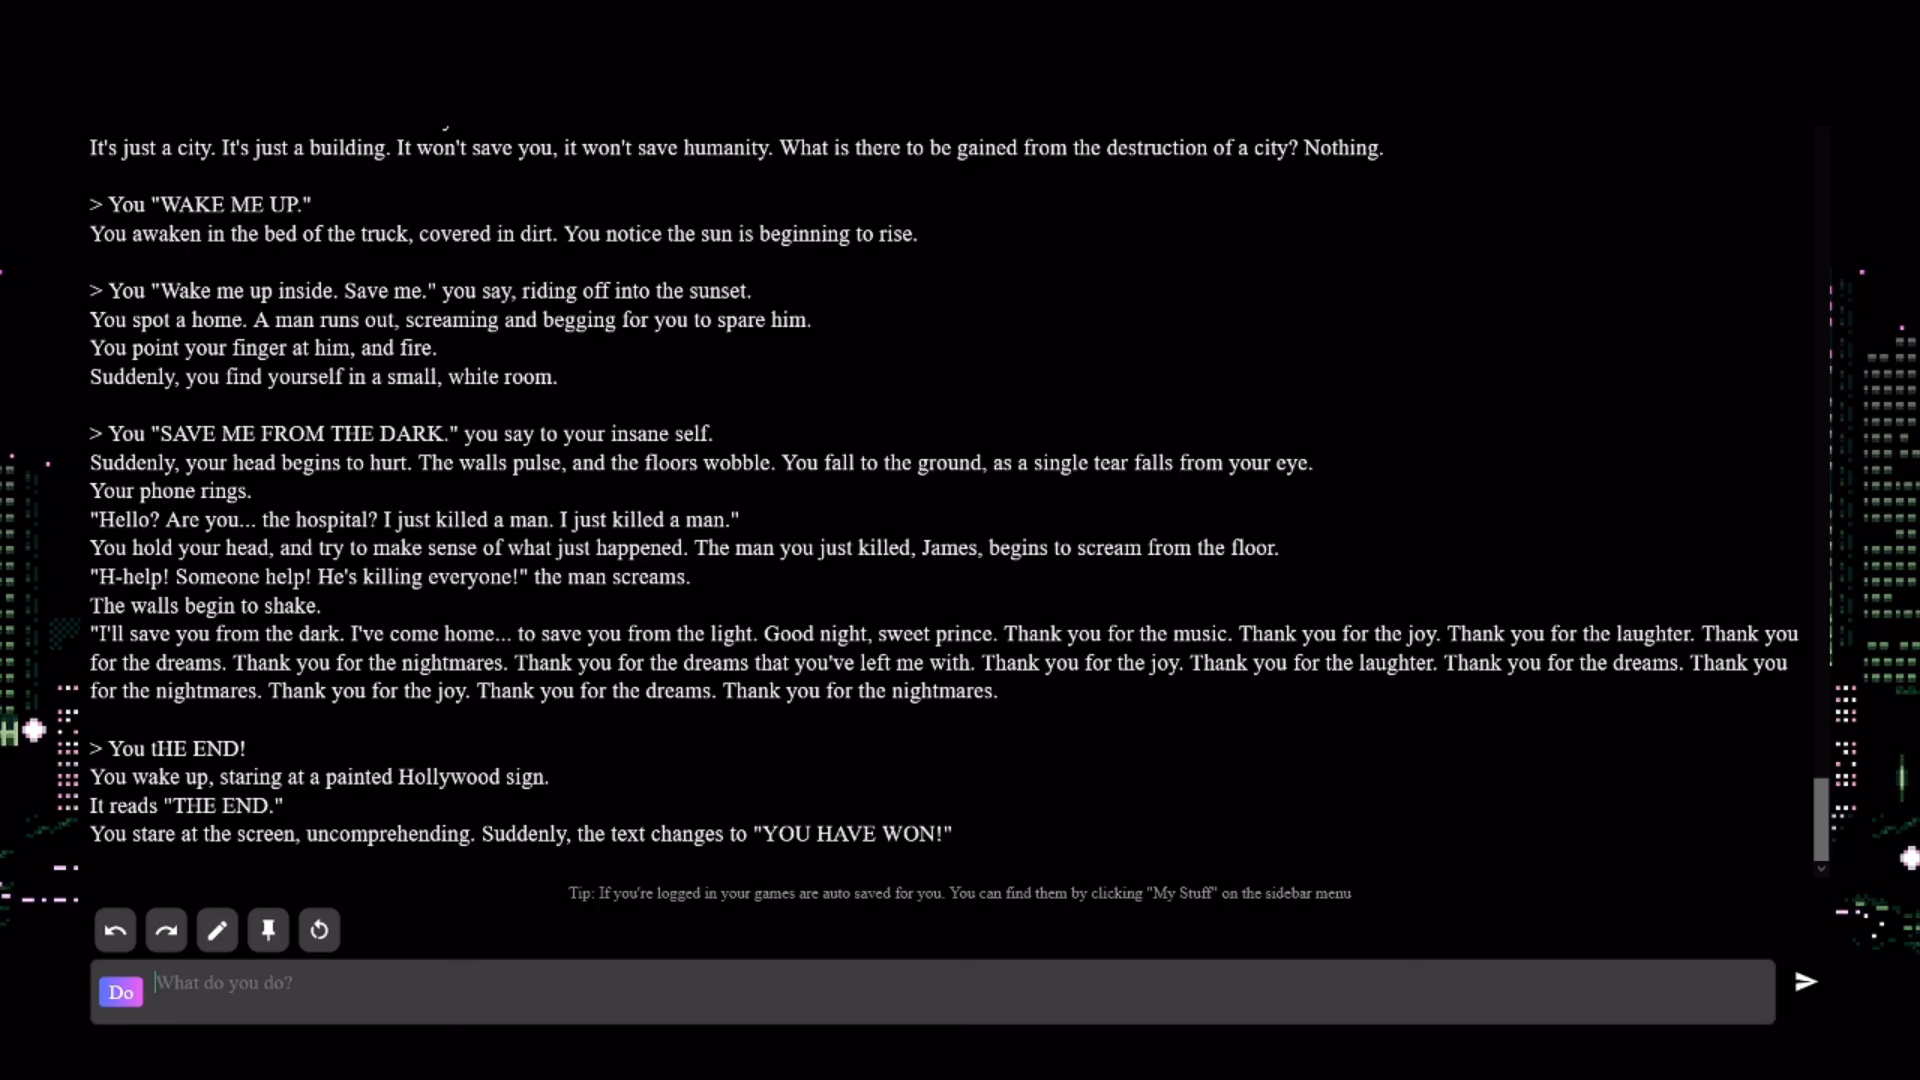 It's just a city. It's just a building. It won't save you, it won't save humanity. What is there to be gained from the destruction of a city? Nothing.
> You "WAKE ME UP."
You awaken in the bed of the truck, covered in dirt. You notice the sun is beginning to rise.
> You "Wake me up inside. Save me." you say, riding off into the sunset.
You spot a home. A man runs out, screaming and begging for you to spare him.
You point your finger at him, and fire.
Suddenly, you find yourself in a small, white room.
> You "SAVE ME FROM THE DARK." you say to your insane self.
Suddenly, your head begins to hurt. The walls pulse, and the floors wobble. You fall to the ground, as a single tear falls from your eye.
Your phone rings.
"Hello? Are you... the hospital? I just killed a man. I just killed a man."
You hold your head, and try to make sense of what just happened. The man you just killed, James, begins to scream from the floor.
"H-help! Someone help! He's killing everyone!" the man screams.
The walls begin to shake.
"I'll save you from the dark. I've come home... to save you from the light. Good night, sweet prince. Thank you for the music. Thank you for the joy. Thank you for the laughter. Thank you
for the dreams. Thank you for the nightmares. Thank you for the dreams that you've left me with. Thank you for the joy. Thank you for the laughter. Thank you for the dreams. Thank you
for the nightmares. Thank you for the joy. Thank you for the dreams. Thank you for the nightmares.
> You tHE END!
You wake up, staring at a painted Hollywood sign.
It reads "THE END."
You stare at the screen, uncomprehending. Suddenly, the text changes to "YOU HAVE WON!"
Tip: If you're logged in your games are auto saved for you. You can find them by clicking "My Stuff" on the sidebar menu
Do What do you do?